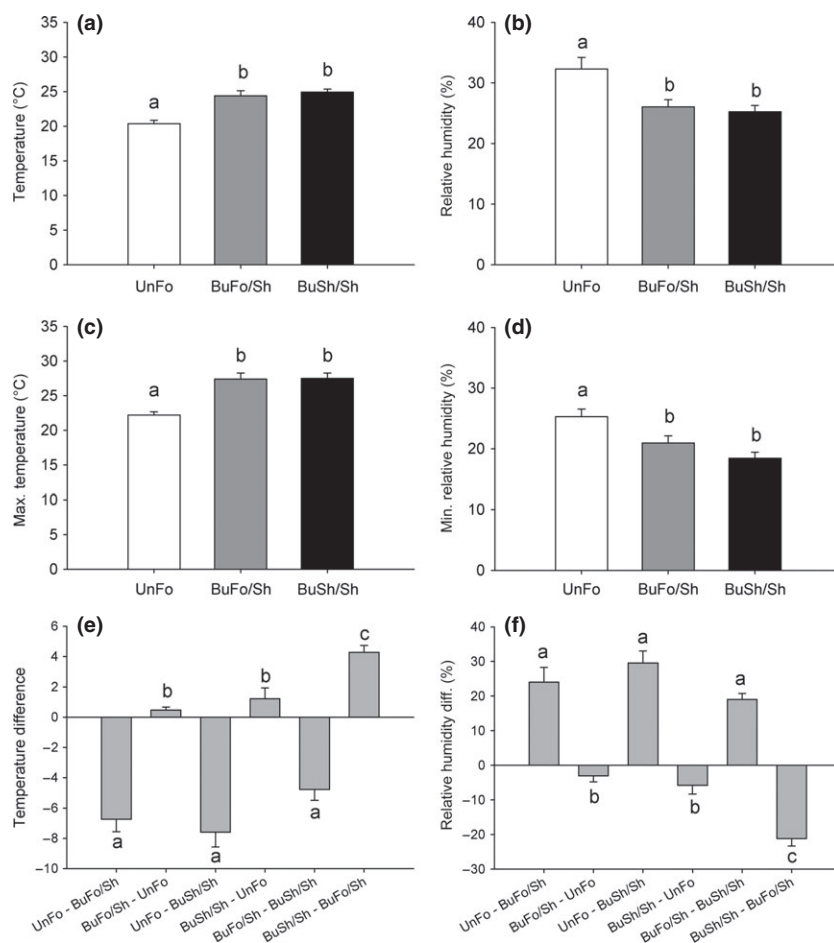 (a)
Temperature (°C)
35
30
25
20
15
10
5
0
a
b
b
UnFo
BuFo/Sh
BuSh/Sh
(b)
Relative humidity (%)
40
30
20
10
0
a
b
b
UnFo
BuFo/Sh
BuSh/Sh
(c)
Max. temperature (°C)
35
30
25
20
15
10
5
0
a
b
b
UnFo
BuFo/Sh
BuSh/Sh
(d)
Min. relative humidity (%)
40
30
20
10
0
a
b
b
UnFo
BuFo/Sh
BuSh/Sh
(e)
Temperature difference
6
4
2
0
–2
–4
–6
–8
–10
a
b
a
b
a
c
UnFo - BuFo/Sh
BuFo/Sh - UnFo
UnFo - BuSh/Sh
BuSh/Sh - UnFo
BuFo/Sh - BuSh/Sh
BuSh/Sh - BuFo/Sh
(f)
Relative humidity diff. (%)
40
30
20
10
0
–10
–20
–30
a
b
a
b
a
c
UnFo - BuFo/Sh
BuFo/Sh - UnFo
UnFo - BuSh/Sh
BuSh/Sh - UnFo
BuFo/Sh - BuSh/Sh
BuSh/Sh - BuFo/Sh